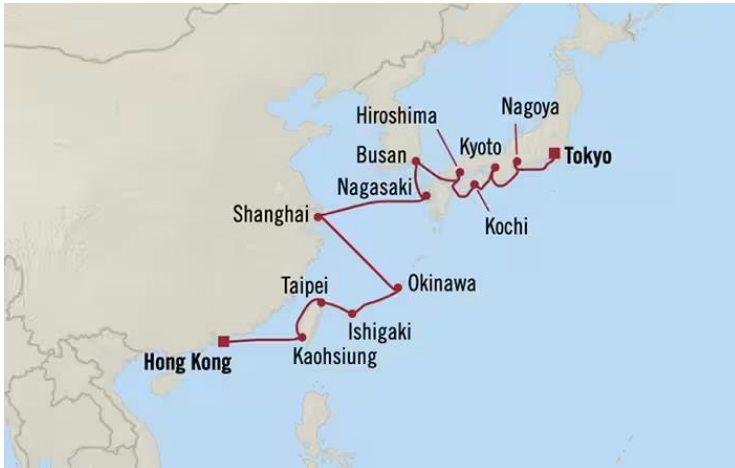 Nagoya
Hiroshima
Kyoto
Busan
Tokyo
Nagasaki
Shanghai
Kochi
Taipei
Okinawa
Ishigaki
Hong Kong
Kaohsiung